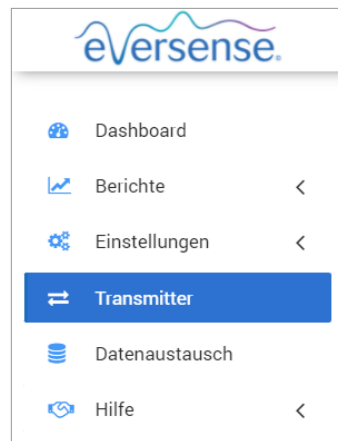 eversense.
Dashboard
Berichte
Einstellungen
Transmitter
Datenaustausch
Hilfe